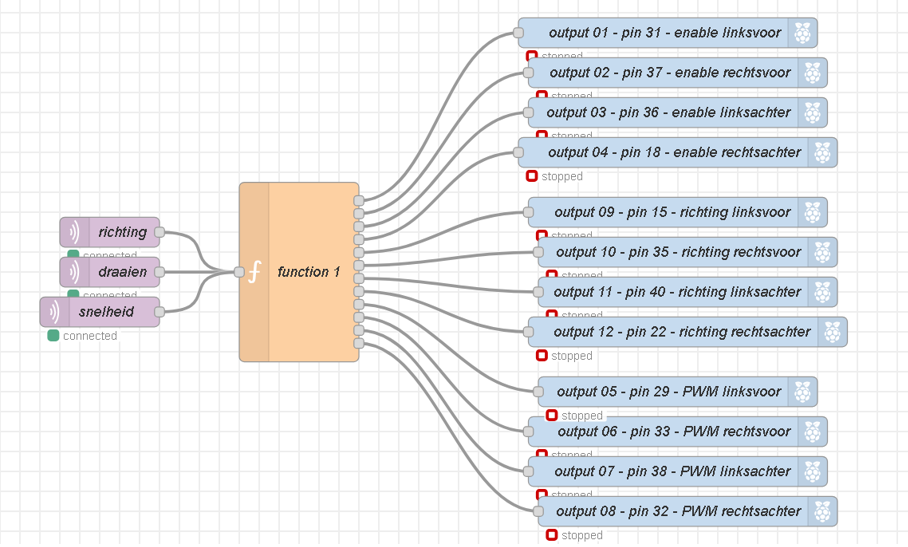 output 01 - pin 31 - enable linksvoor
stopped
output 02 - pin 37 - enable rechtsvoor
stopped
output 03 - pin 36 - enable linksachter
stopped
output 04 - pin 18 - enable rechtsachter
stopped
output 09 - pin 15 - richting linksvoor
stopped
richting
connected
output 10 - pin 35 - richting rechtsvoor
stopped
draaien
connected
function 1
output 11 - pin 40 - richting linksachter
stopped
snelheid
connected
output 12 - pin 22 - richting rechtsachter
stopped
output 05 - pin 29 - PWM linksvoor
stopped
output 06 - pin 33 - PWM rechtsvoor
stopped
output 07 - pin 38 - PWM linksachter
stopped
output 08 - pin 32 - PWM rechtsachter
stopped